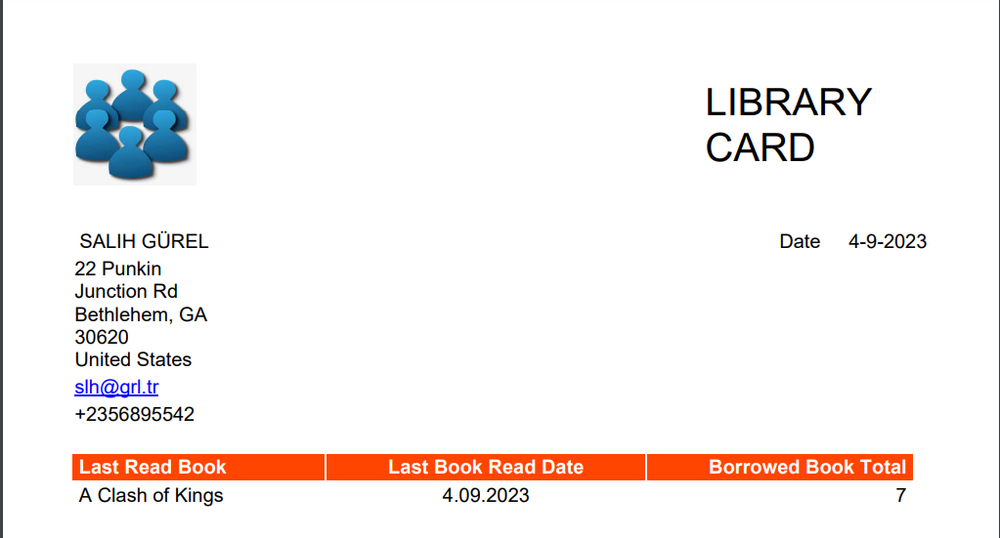 LIBRARY
CARD
SALIH GÜREL
Date 4-9-2023
22 Punkin
Junction Rd
Bethlehem, GA
30620
United States
slh@grl.tr
+2356895542
Last Read Book Last Book Read Date Borrowed Book Total
A Clash of Kings 4.09.2023 7